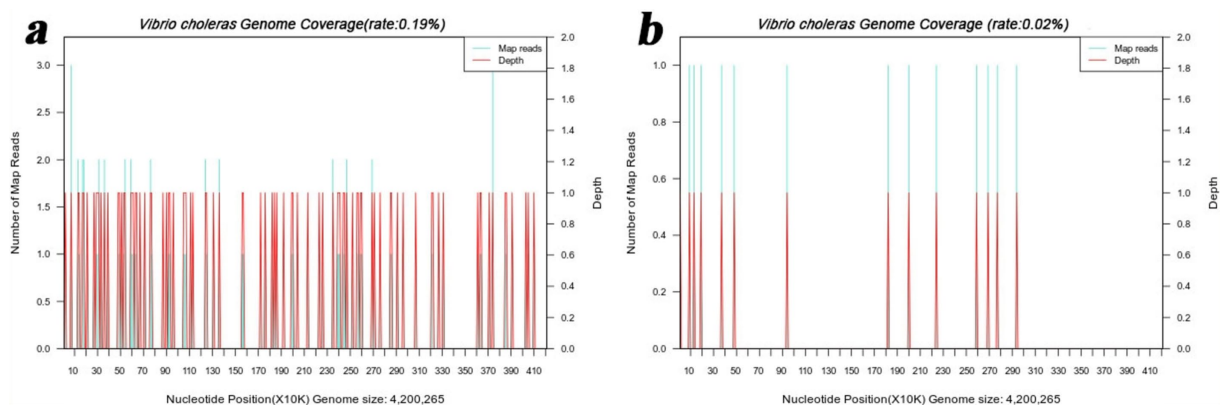 a
Vibrio choleras Genome Coverage(rate:0.19%)
Map reads
Depth
Number of Map Reads
3.0
2.5
2.0
1.5
1.0
0.5
0.0
2.0
1.8
1.6
1.4
1.2
1.0
0.8
0.6
0.4
0.2
0.0
Depth
10 30 50 70 90 110 130 150 170 190 210 230 250 270 290 310 330 350 370 390 410
Nucleotide Position(X10K) Genome size: 4,200,265
b
Vibrio choleras Genome Coverage (rate:0.02%)
Map reads
Depth
Number of Map Reads
1.0
0.8
0.6
0.4
0.2
0.0
2.0
1.8
1.6
1.4
1.2
1.0
0.8
0.6
0.4
0.2
0.0
Depth
10 30 50 70 90 110 130 150 170 190 210 230 250 270 290 310 330 350 370 390 410
Nucleotide Position(X10K) Genome size: 4,200,265